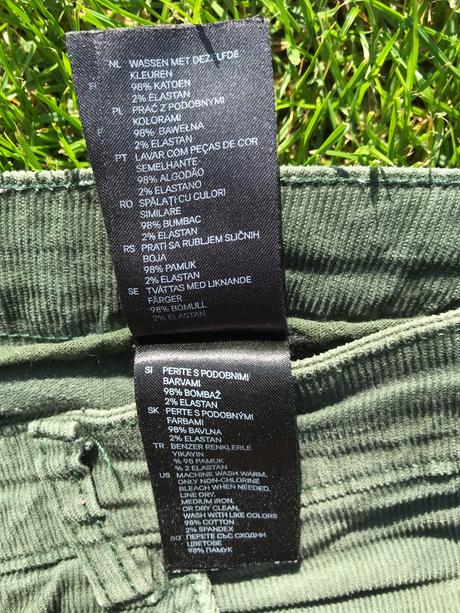 NL WASSEN MET DEZELFDE
KLEUREN
98% KATOEN
2% ELASTAN
PL PRAĆ Z PODOBNYMI
KOLORAMI
98% BAWEŁNA
2% ELASTAN
PT LAVAR COM PEÇAS DE COR
SEMELHANTE
98% ALGODÃO
2% ELASTANO
RO SPĂLAȚI CU CULORI
SIMILARE
98% BUMBAC
2% ELASTAN
RS PRATI SA RUBLJEM SLIČNIH
BOJA
98% PAMUK
2% ELASTAN
SE TVÄTTAS MED LIKNANDE
FÄRGER
98% BOMULL
2% ELASTAN
SI PERITE S PODOBNIMI
BARVAMI
98% BOMBAŽ
2% ELASTAN
SK PERTE S PODOBNÝMI
FARBAMI
98% BAVLNA
2% ELASTAN
TR BENZER RENKLERLE
YIKAYIN
% 98 PAMUK
% 2 ELASTAN
US MACHINE WASH WARM.
ONLY NON-CHLORINE
BLEACH WHEN NEEDED.
LINE DRY.
MEDIUM IRON.
OR DRY CLEAN.
WASH WITH LIKE COLORS
98% COTTON
2% SPANDEX
BG ПЕРЕТЕ СЪС СХОДНИ
ЦВЕТОВЕ
98% ПАМУК